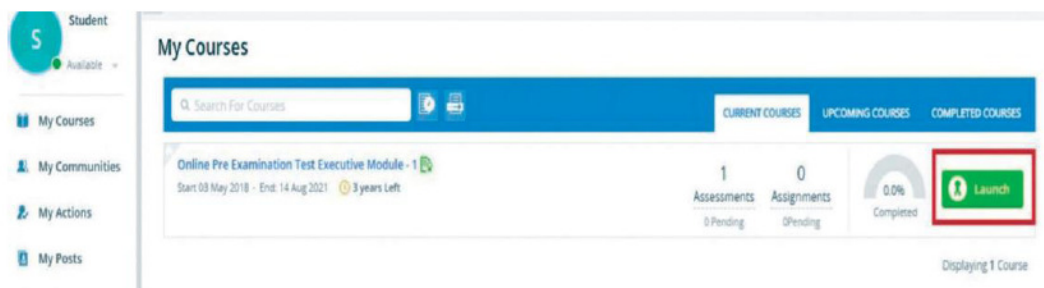 Student
S
Available
My Courses
My Communities
My Actions
My Posts
My Courses
Search For Courses
CURRENT COURSES UPCOMING COURSES COMPLETED COURSES
Online Pre Examination Test Executive Module - 1
Start 03 May 2018 - End: 14 Aug 2021 3 years Left
1 Assessments
0 Pending
0 Assignments
0Pending
0.0%
Completed
Launch
Displaying 1 Course